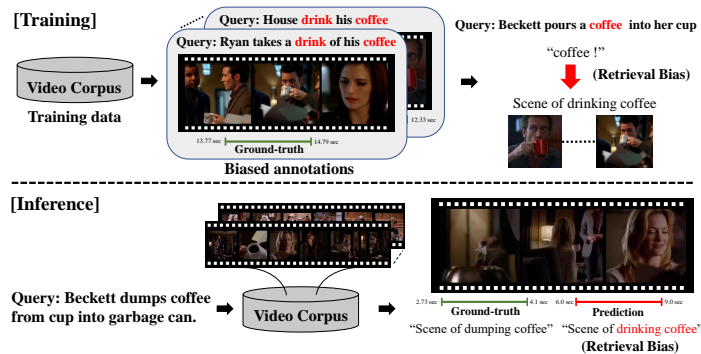 [Training]
Query: House drink his coffee
Query: Ryan takes a drink of his coffee
Query: Beckett pours a coffee into her cup
“coffee !”
(Retrieval Bias)
Video Corpus
Training data
Scene of drinking coffee
12.33 sec
13.77 sec
14.79 sec
Ground-truth
Biased annotations
[Inference]
Query: Beckett dumps coffee
from cup into garbage can.
Video Corpus
2.73 sec
4.1 sec
6.0 sec
9.0 sec
Ground-truth
Prediction
“Scene of dumping coffee”
“Scene of drinking coffee”
(Retrieval Bias)